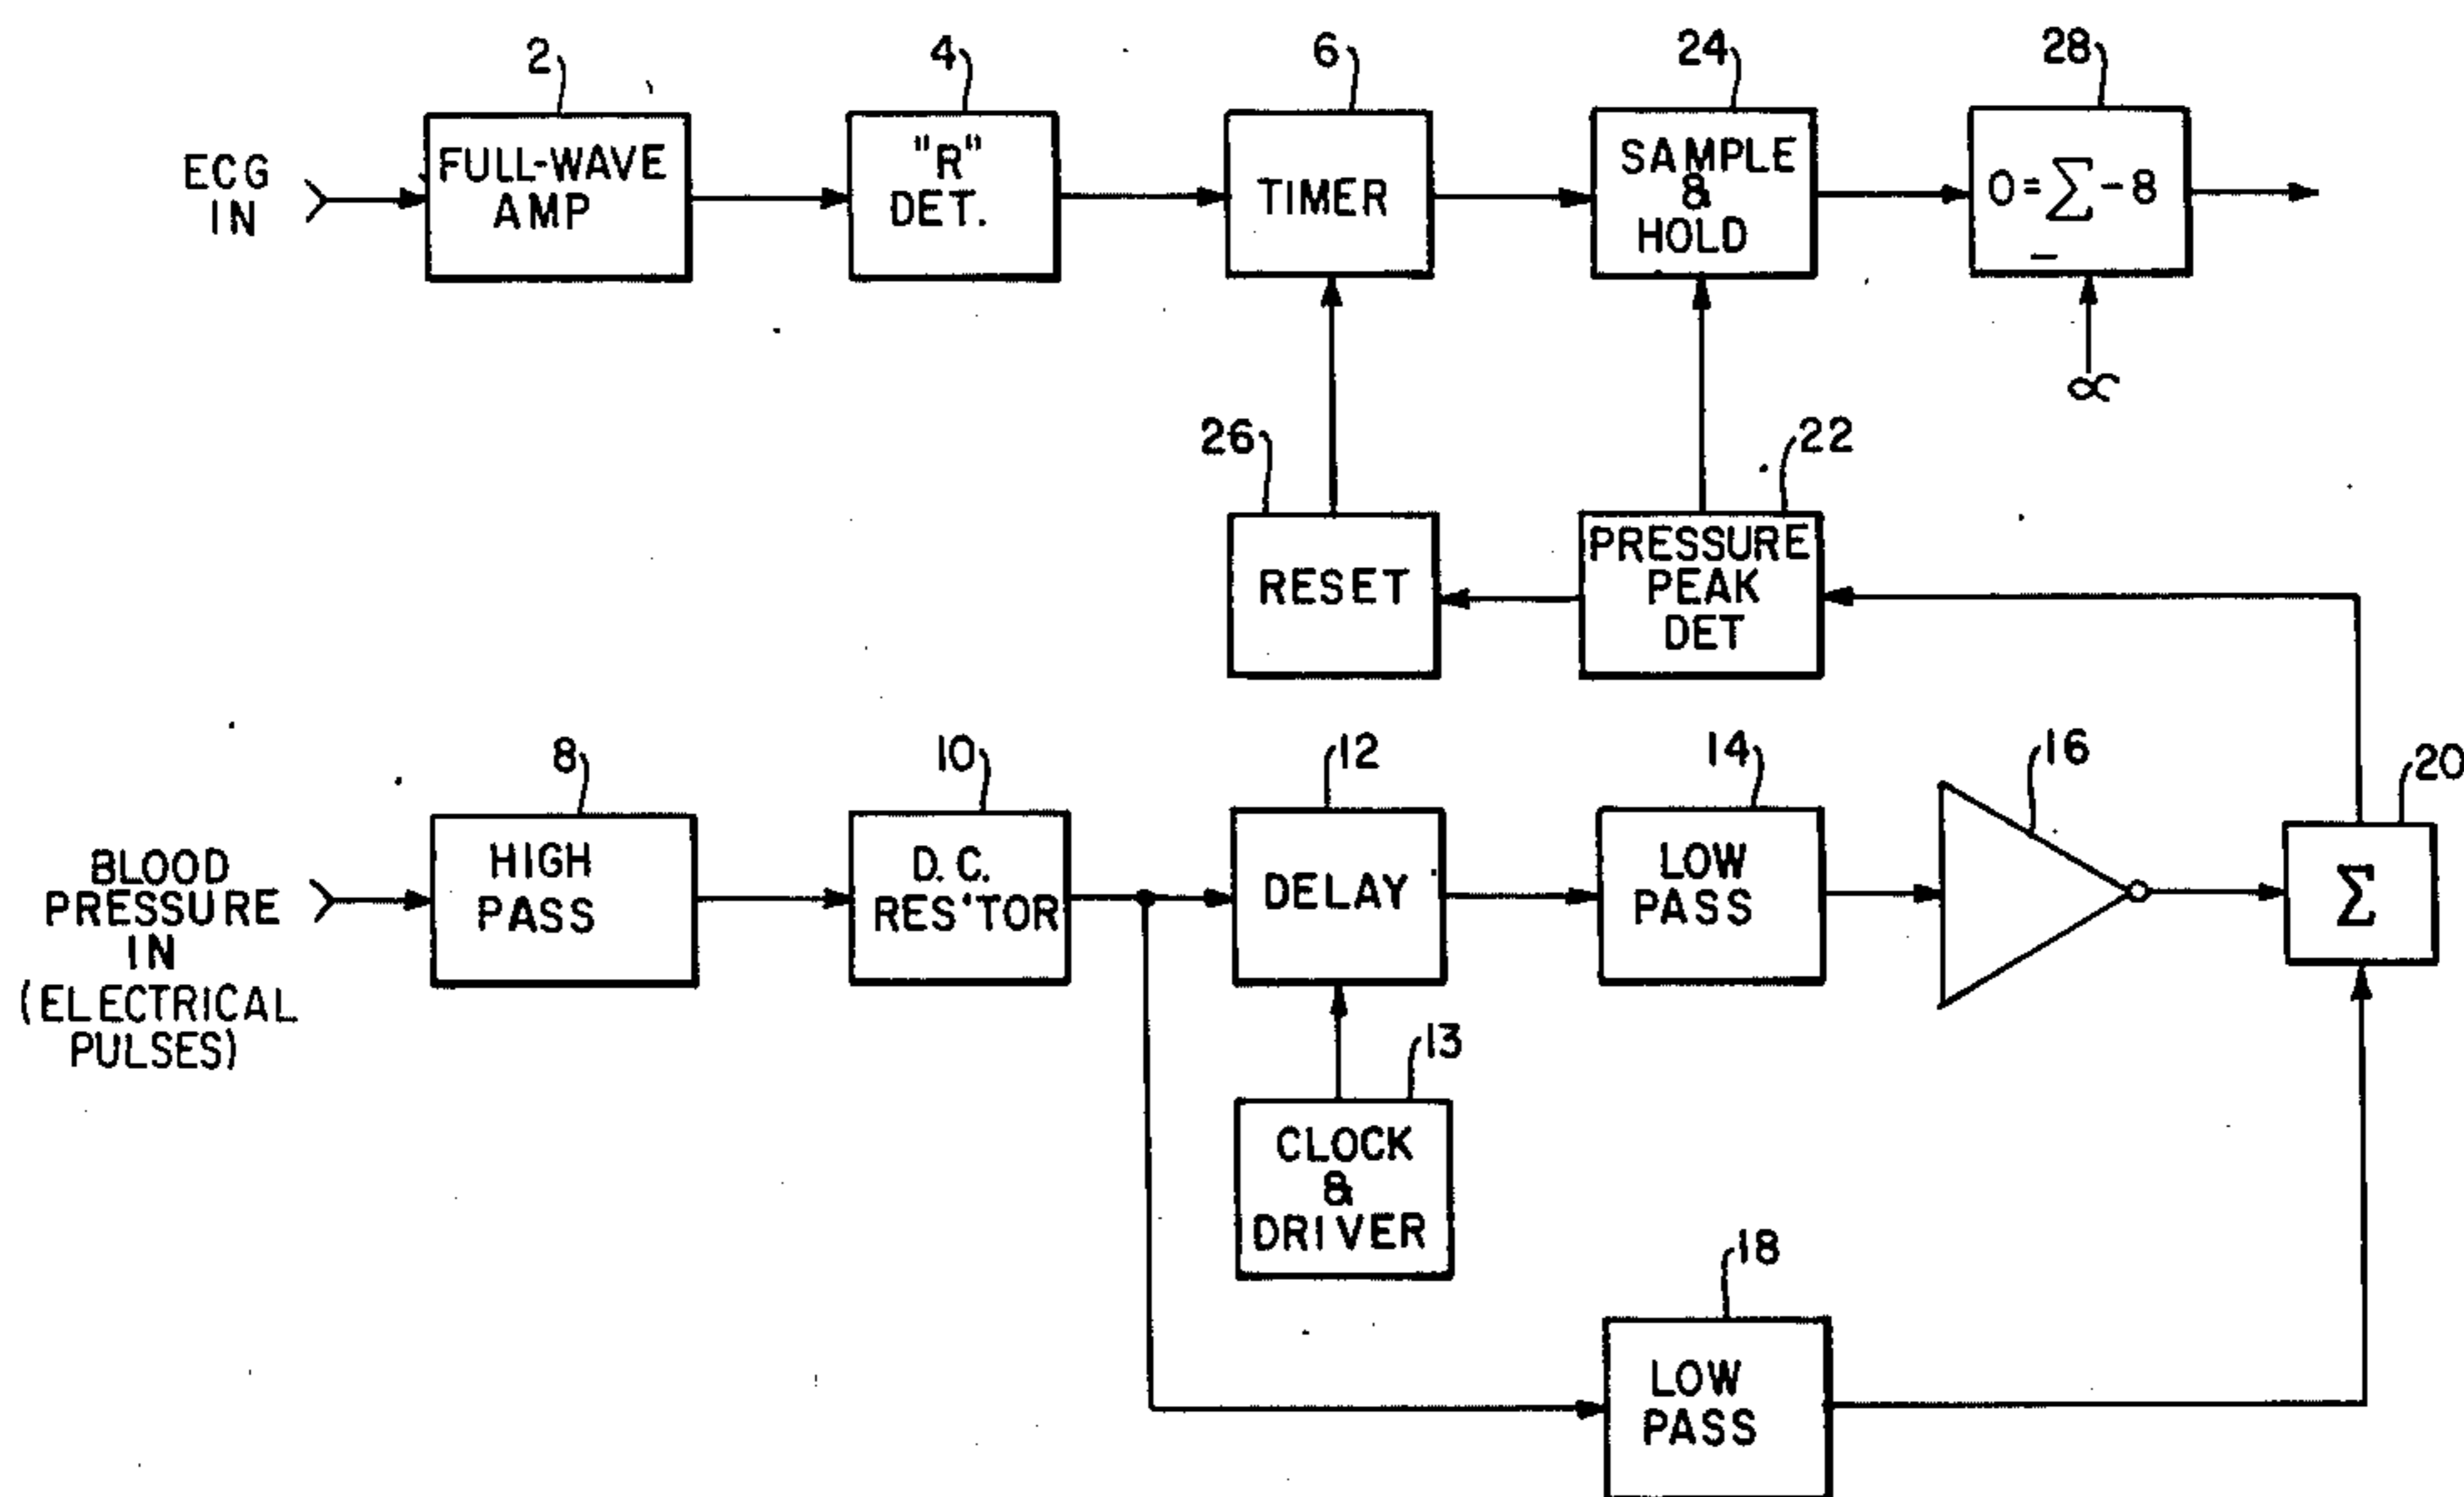 2
4
6
24
28
ECG
IN
FULL-WAVE
AMP
"R"
DET.
TIMER
SAMPLE
&
HOLD
0=∑-8
-
∝
26
22
RESET
PRESSURE
PEAK
DET
8
10
12
14
16
20
BLOOD
PRESSURE
IN
(ELECTRICAL
PULSES)
HIGH
PASS
D.C.
RES'TOR
DELAY
LOW
PASS
Σ
13
CLOCK
&
DRIVER
18
LOW
PASS